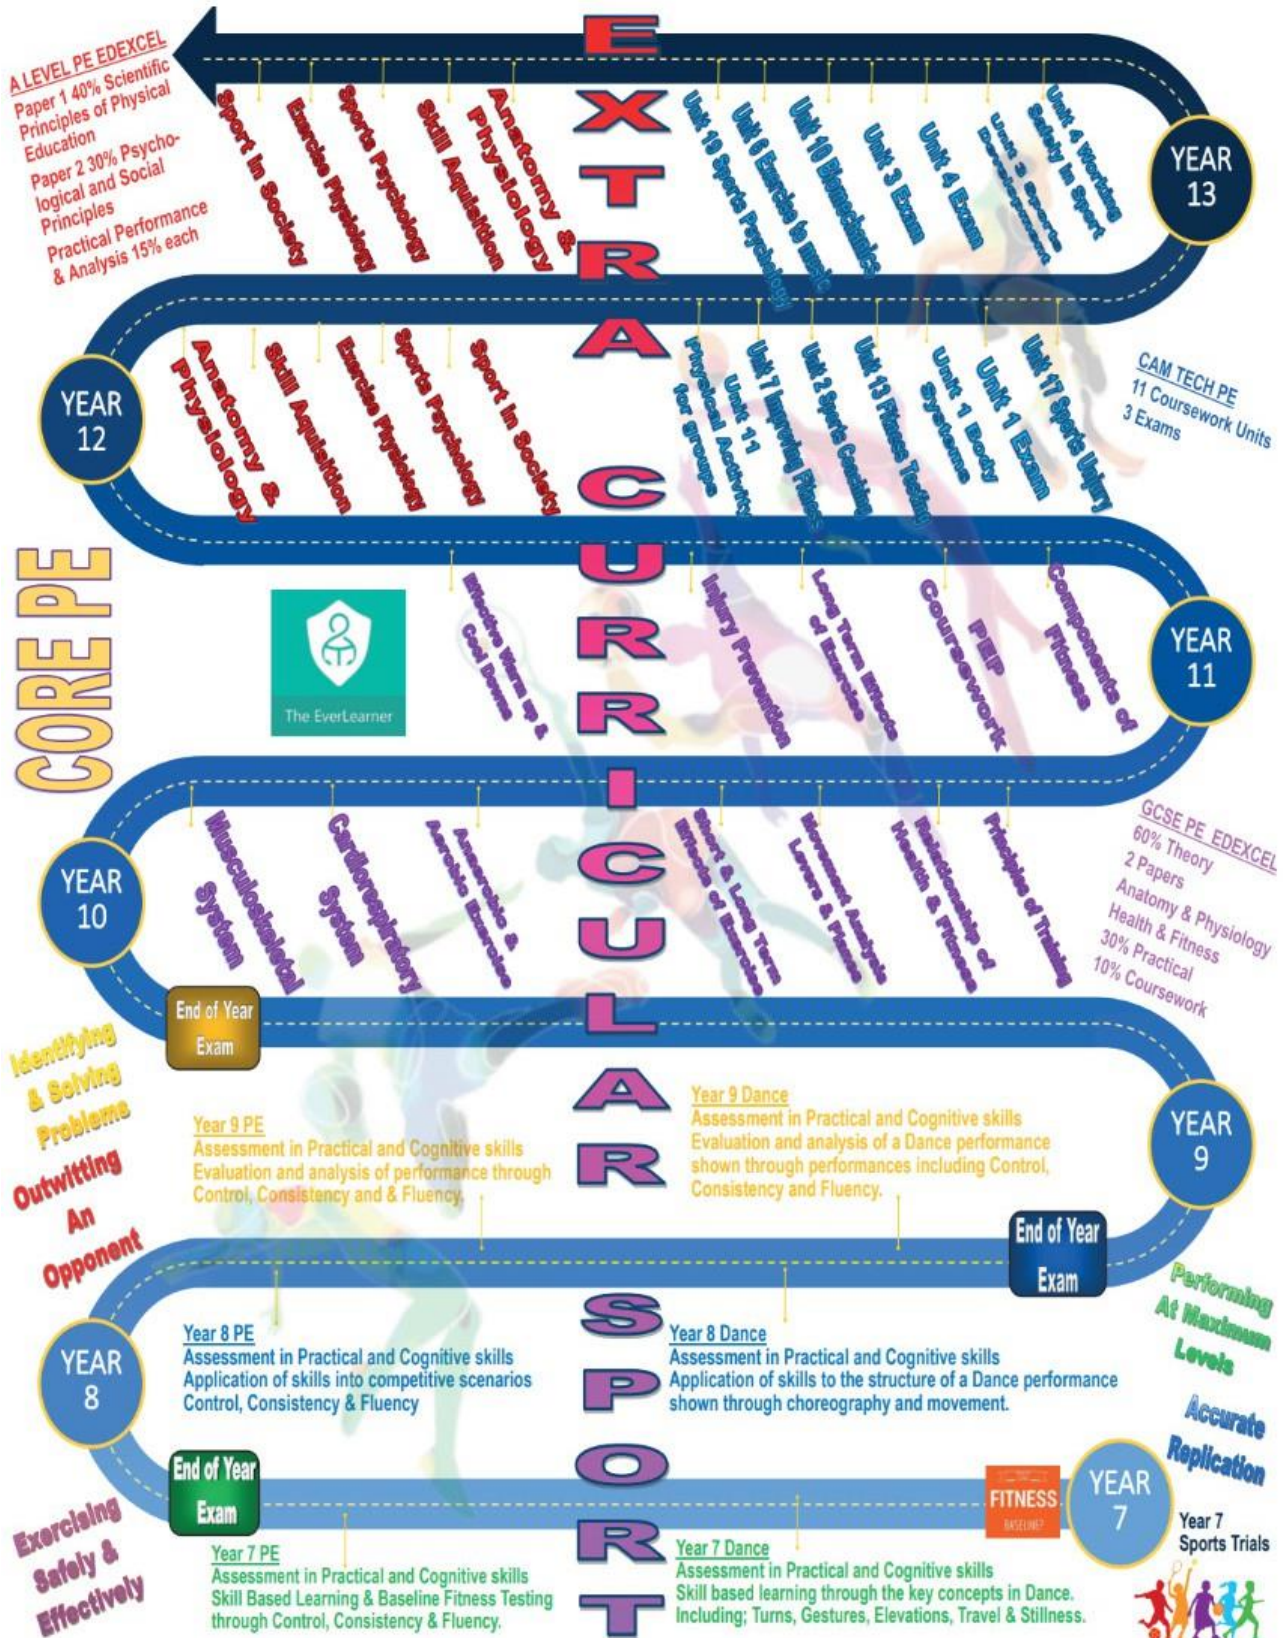 EXTRA CURRICULAR SPORT
A LEVEL PE EDEXCEL
Paper 1 40% Scientific
Principles of Physical
Education
Paper 2 30% Psycho-
logical and Social
Principles
Practical Performance
& Analysis 15% each
Sport in Society
Exercise Physiology
Sports Psychology
Skill Aquisition
Anatomy &
Physiology
Unit 19 Sports Psychology
Unit 6 Exercise to music
Unit 10 Biomechanics
Unit 3 Exam
Unit 4 Exam
Sports
Development
Unit 4 Working
Safely in Sport
YEAR
13
YEAR
12
Anatomy &
Physiology
Skill Aquisition
Exercise Physiology
Sports Psychology
Sport in Society
Unit 11
Physical Activity
for groups
Unit 7 Improving Fitness
Unit 2 Sports Coaching
Unit 13 Fitness Testing
Unit 1 Body
Systems
Unit 1 Exam
Unit 17 Sports Injury
CAM TECH PE
11 Coursework Units
3 Exams
CORE PE
The EverLearner
Effective Warm up &
Cool Downs
Injury Prevention
Long Term Effects
of Exercise
PEP
Coursework
Components of
Fitness
YEAR
11
YEAR
10
Musculoskeletal
System
Cardiorespiratory
System
Anaerobic &
Aerobic Exercise
Short & Long Term
Effects of Exercise
Movement Analysis
Levers & Planes
Relationship of
Health & Fitness
Principles of Training
GCSE PE EDEXCEL
60% Theory
2 Papers
Anatomy & Physiology
Health & Fitness
30% Practical
10% Coursework
End of Year
Exam
Identifying
& Solving
Problems
Outwitting
An
Opponent
Year 9 PE
Assessment in Practical and Cognitive skills
Evaluation and analysis of performance through
Control, Consistency and & Fluency.
Year 9 Dance
Assessment in Practical and Cognitive skills
Evaluation and analysis of a Dance performance
shown through performances including Control,
Consistency and Fluency.
YEAR
9
End of Year
Exam
YEAR
8
Year 8 PE
Assessment in Practical and Cognitive skills
Application of skills into competitive scenarios
Control, Consistency & Fluency
Year 8 Dance
Assessment in Practical and Cognitive skills
Application of skills to the structure of a Dance performance
shown through choreography and movement.
Performing
At Maximum
Levels
Accurate
Replication
End of Year
Exam
FITNESS
BASELINE?
YEAR
7
Year 7
Sports Trials
Exercising
Safely &
Effectively
Year 7 PE
Assessment in Practical and Cognitive skills
Skill Based Learning & Baseline Fitness Testing
through Control, Consistency & Fluency.
Year 7 Dance
Assessment in Practical and Cognitive skills
Skill based learning through the key concepts in Dance.
Including; Turns, Gestures, Elevations, Travel & Stillness.